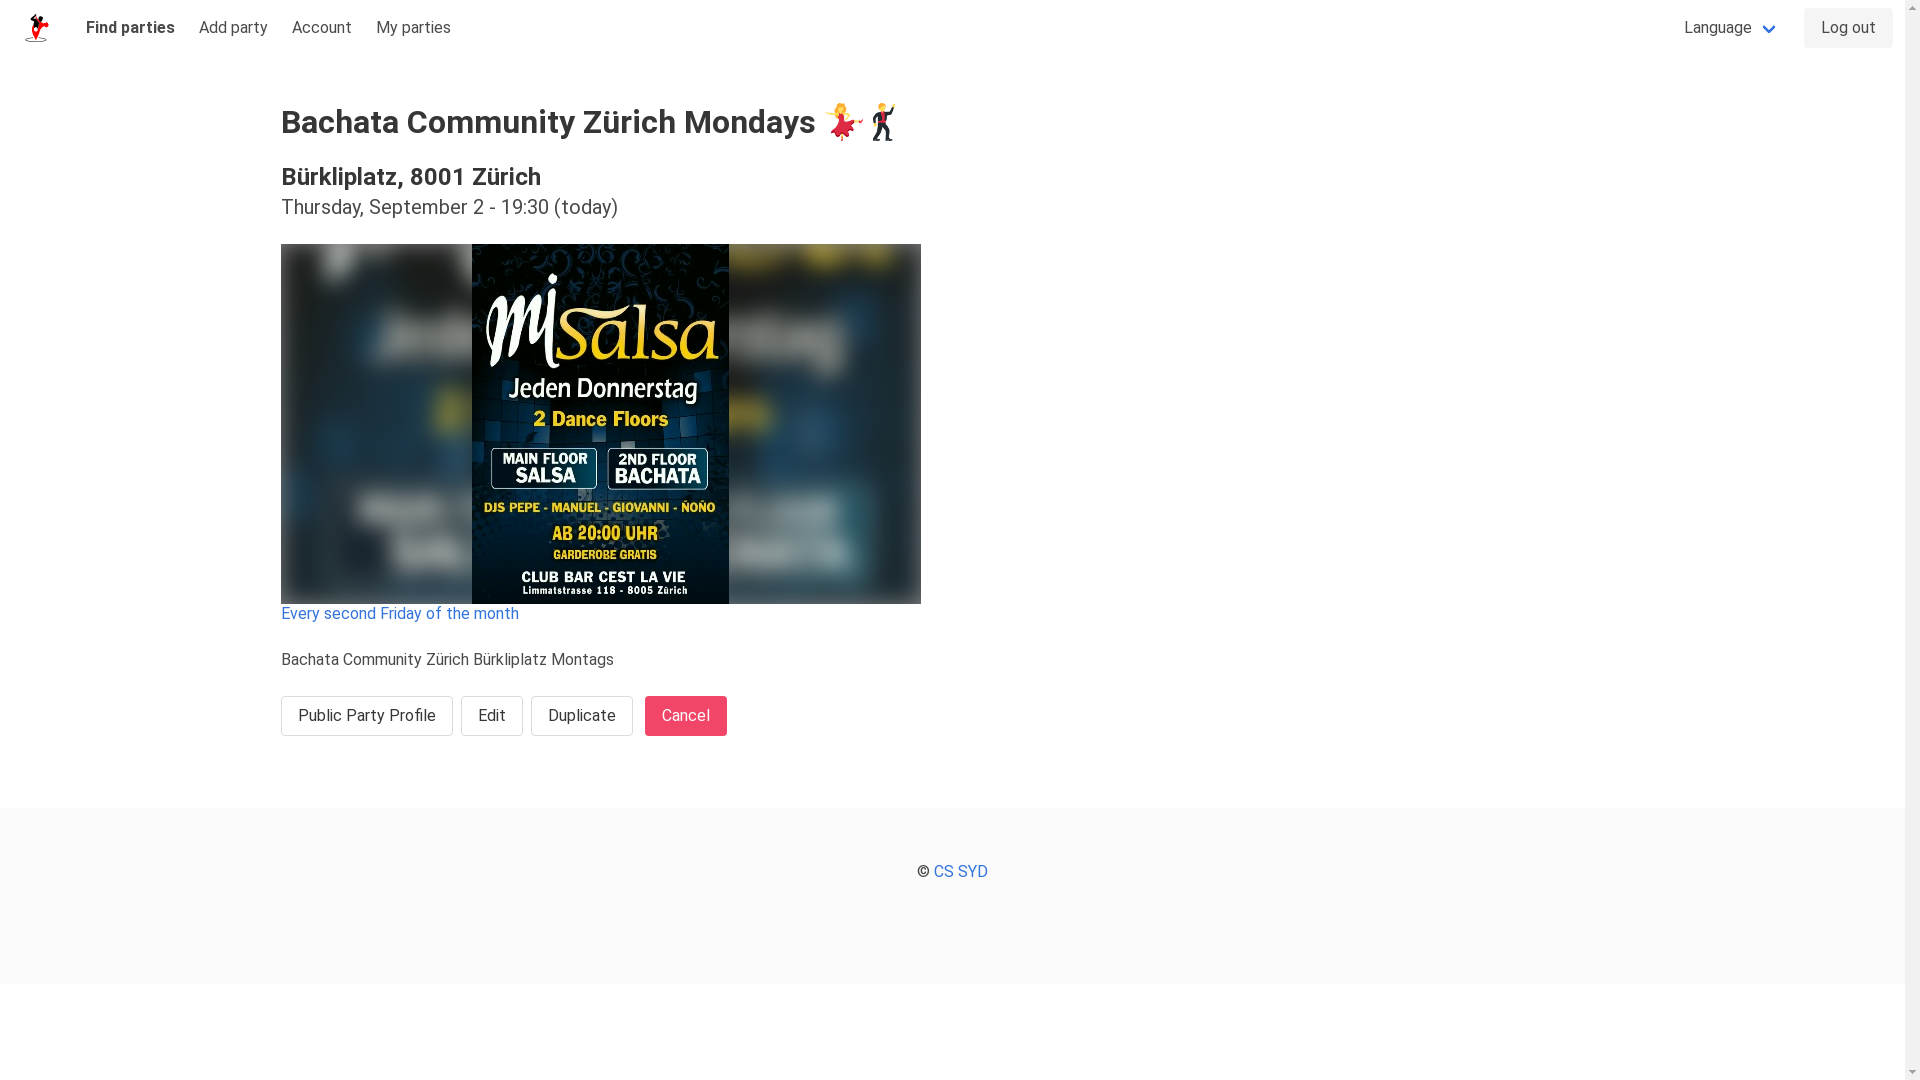 Find parties
Add party
Account
My parties
Language
Log out
Bachata Community Zürich Mondays 💃🕺
Bürkliplatz, 8001 Zürich
Thursday, September 2 - 19:30 (today)
mi Salsa
Jeden Donnerstag
2 Dance Floors
MAIN FLOOR
SALSA
2ND FLOOR
BACHATA
DJS PEPE - MANUEL - GIOVANNI - ÑOÑO
AB 20:00 UHR
GARDEROBE GRATIS
CLUB BAR CEST LA VIE
Limmatstrasse 118 - 8005 Zürich
Every second Friday of the month
Bachata Community Zürich Bürkliplatz Montags
Public Party Profile
Edit
Duplicate
Cancel
© CS SYD